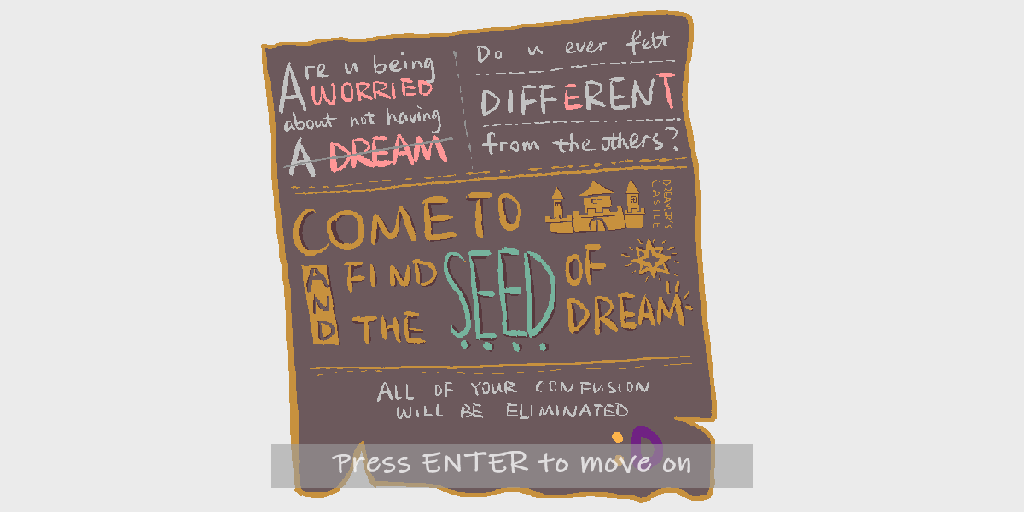 Are u being
WORRIED
about not having
A DREAM
Do u ever felt
DIFFERENT
from the others?
COME TO
DREAMER'S
CASTLE
AND
FIND
THE
SEED
OF
DREAM
ALL OF YOUR CONFUSION
WILL BE ELIMINATED
:D
Press ENTER to move on